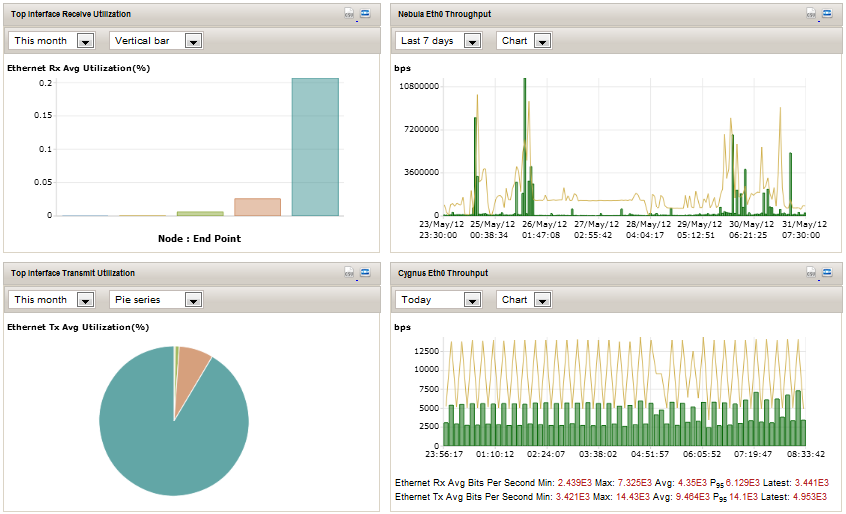 Top Interface Receive Utilization
This month
Vertical bar
Ethernet Rx Avg Utilization(%)
0.2
0.15
0.1
0.05
0
Node : End Point
Nebula Eth0 Throughput
Last 7 days
Chart
bps
10800000
7200000
3600000
0
23/May/12 25/May/12 26/May/12 27/May/12 28/May/12 29/May/12 30/May/12 31/May/12
23:30:00 00:38:34 01:47:08 02:55:42 04:04:17 05:12:51 06:21:25 07:30:00
Top Interface Transmit Utilization
This month
Pie series
Ethernet Tx Avg Utilization(%)
Cygnus Eth0 Throuhput
Today
Chart
bps
12500
10000
7500
5000
2500
0
23:56:17 01:10:12 02:24:07 03:38:02 04:51:57 06:05:52 07:19:47 08:33:42
Ethernet Rx Avg Bits Per Second Min: 2.439E3 Max: 7.325E3 Avg: 4.35E3 P95 6.129E3 Latest: 3.441E3
Ethernet Tx Avg Bits Per Second Min: 3.421E3 Max: 14.43E3 Avg: 9.464E3 P95 14.1E3 Latest: 4.953E3